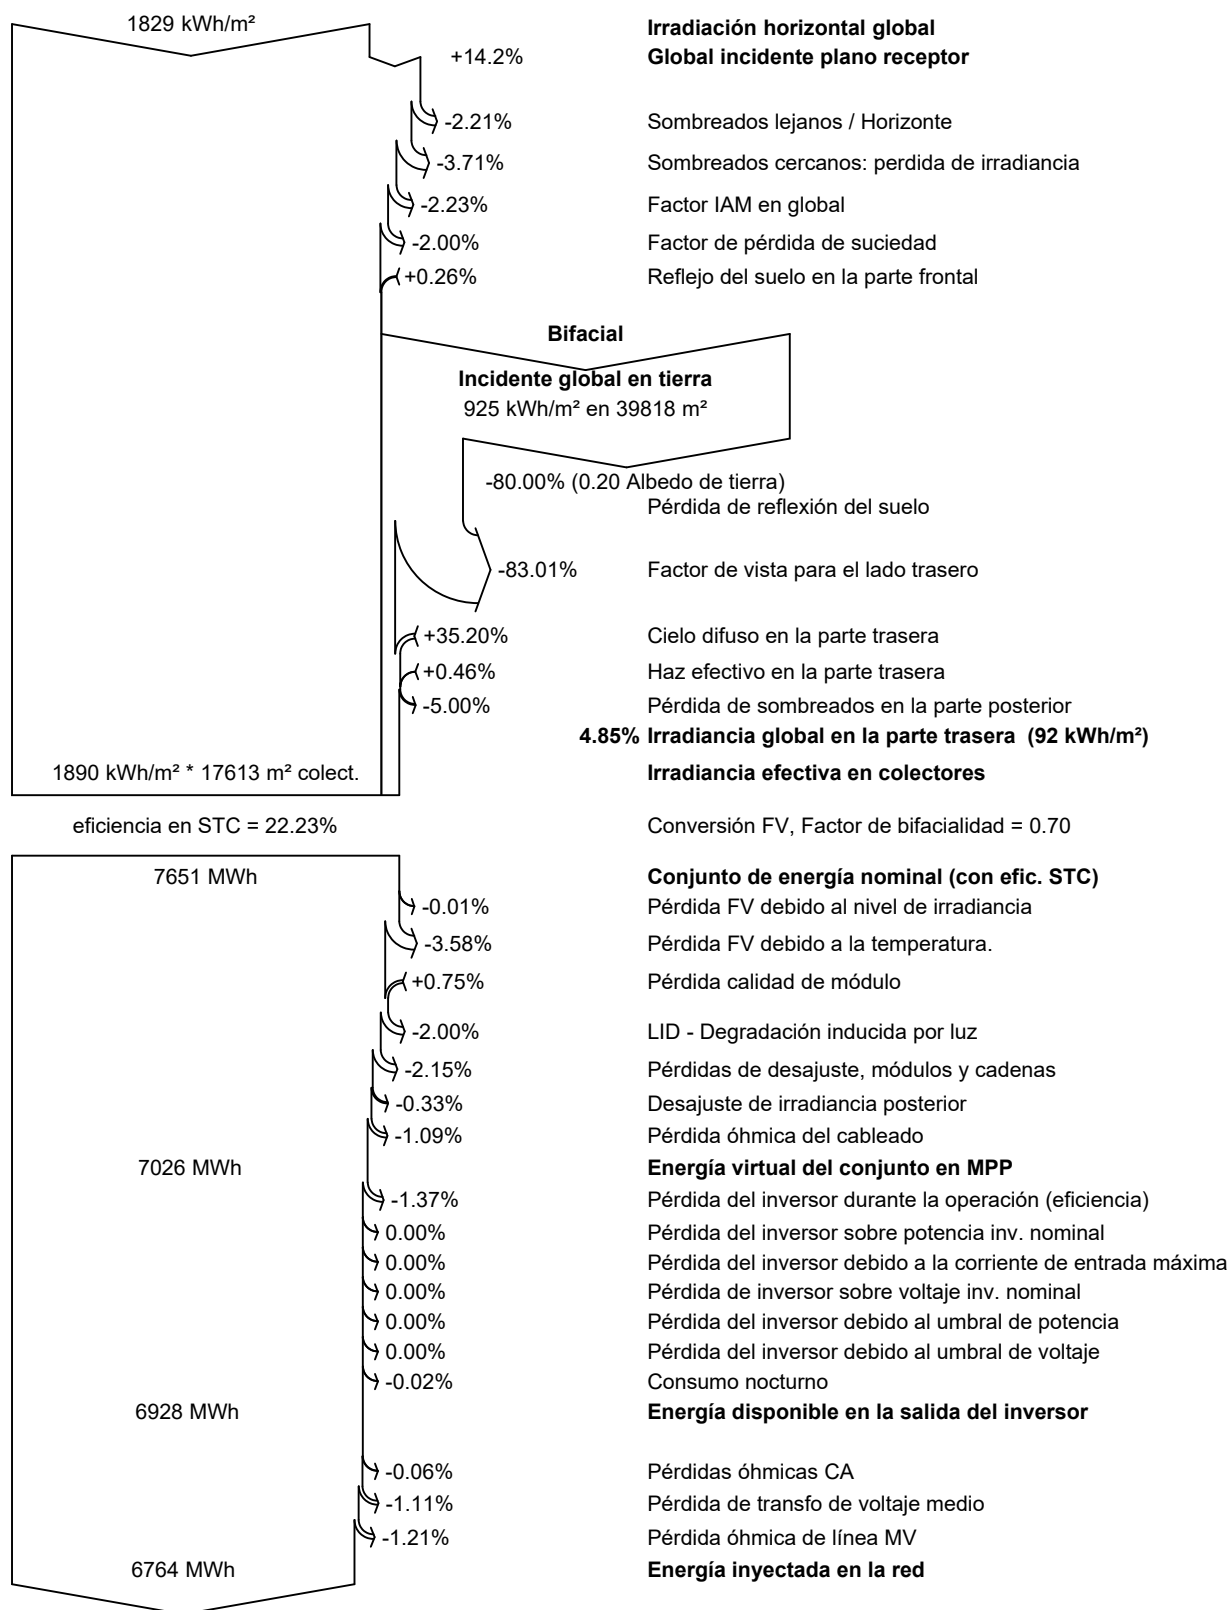 1829 kWh/m² Irradiación horizontal global
+14.2% Global incidente plano receptor
-2.21% Sombreados lejanos / Horizonte
-3.71% Sombreados cercanos: perdida de irradiancia
-2.23% Factor IAM en global
-2.00% Factor de pérdida de suciedad
+0.26% Reflejo del suelo en la parte frontal
Bifacial
Incidente global en tierra
925 kWh/m² en 39818 m²
-80.00% (0.20 Albedo de tierra)
Pérdida de reflexión del suelo
-83.01% Factor de vista para el lado trasero
+35.20% Cielo difuso en la parte trasera
+0.46% Haz efectivo en la parte trasera
-5.00% Pérdida de sombreados en la parte posterior
4.85% Irradiancia global en la parte trasera (92 kWh/m²)
1890 kWh/m² * 17613 m² colect. Irradiancia efectiva en colectores
eficiencia en STC = 22.23% Conversión FV, Factor de bifacialidad = 0.70
7651 MWh Conjunto de energía nominal (con efic. STC)
-0.01% Pérdida FV debido al nivel de irradiancia
-3.58% Pérdida FV debido a la temperatura.
+0.75% Pérdida calidad de módulo
-2.00% LID - Degradación inducida por luz
-2.15% Pérdidas de desajuste, módulos y cadenas
-0.33% Desajuste de irradiancia posterior
-1.09% Pérdida óhmica del cableado
7026 MWh Energía virtual del conjunto en MPP
-1.37% Pérdida del inversor durante la operación (eficiencia)
0.00% Pérdida del inversor sobre potencia inv. nominal
0.00% Pérdida del inversor debido a la corriente de entrada máxima
0.00% Pérdida de inversor sobre voltaje inv. nominal
0.00% Pérdida del inversor debido al umbral de potencia
0.00% Pérdida del inversor debido al umbral de voltaje
-0.02% Consumo nocturno
6928 MWh Energía disponible en la salida del inversor
-0.06% Pérdidas óhmicas CA
-1.11% Pérdida de transfo de voltaje medio
-1.21% Pérdida óhmica de línea MV
6764 MWh Energía inyectada en la red